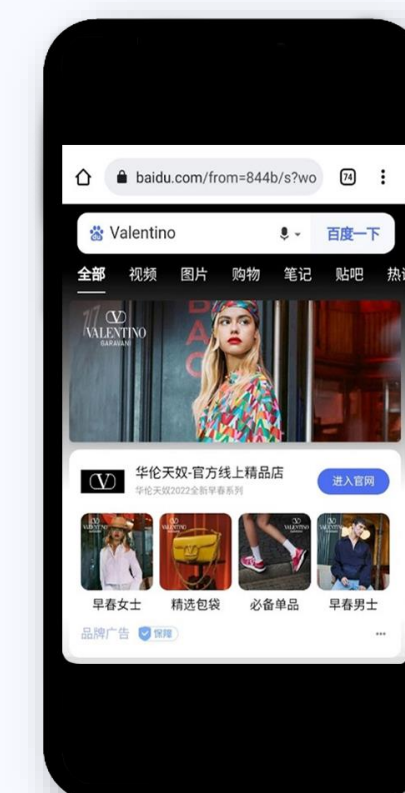 baidu.com/from=844b/s?wo
74
Valentino
百度一下
全部 视频 图片 购物 笔记 贴吧 热
VALENTINO
GARAVANI
BAR
华伦天奴-官方线上精品店
华伦天奴2022全新早春系列
进入官网
早春女士 精选包袋 必备单品 早春男士
品牌广告 保障